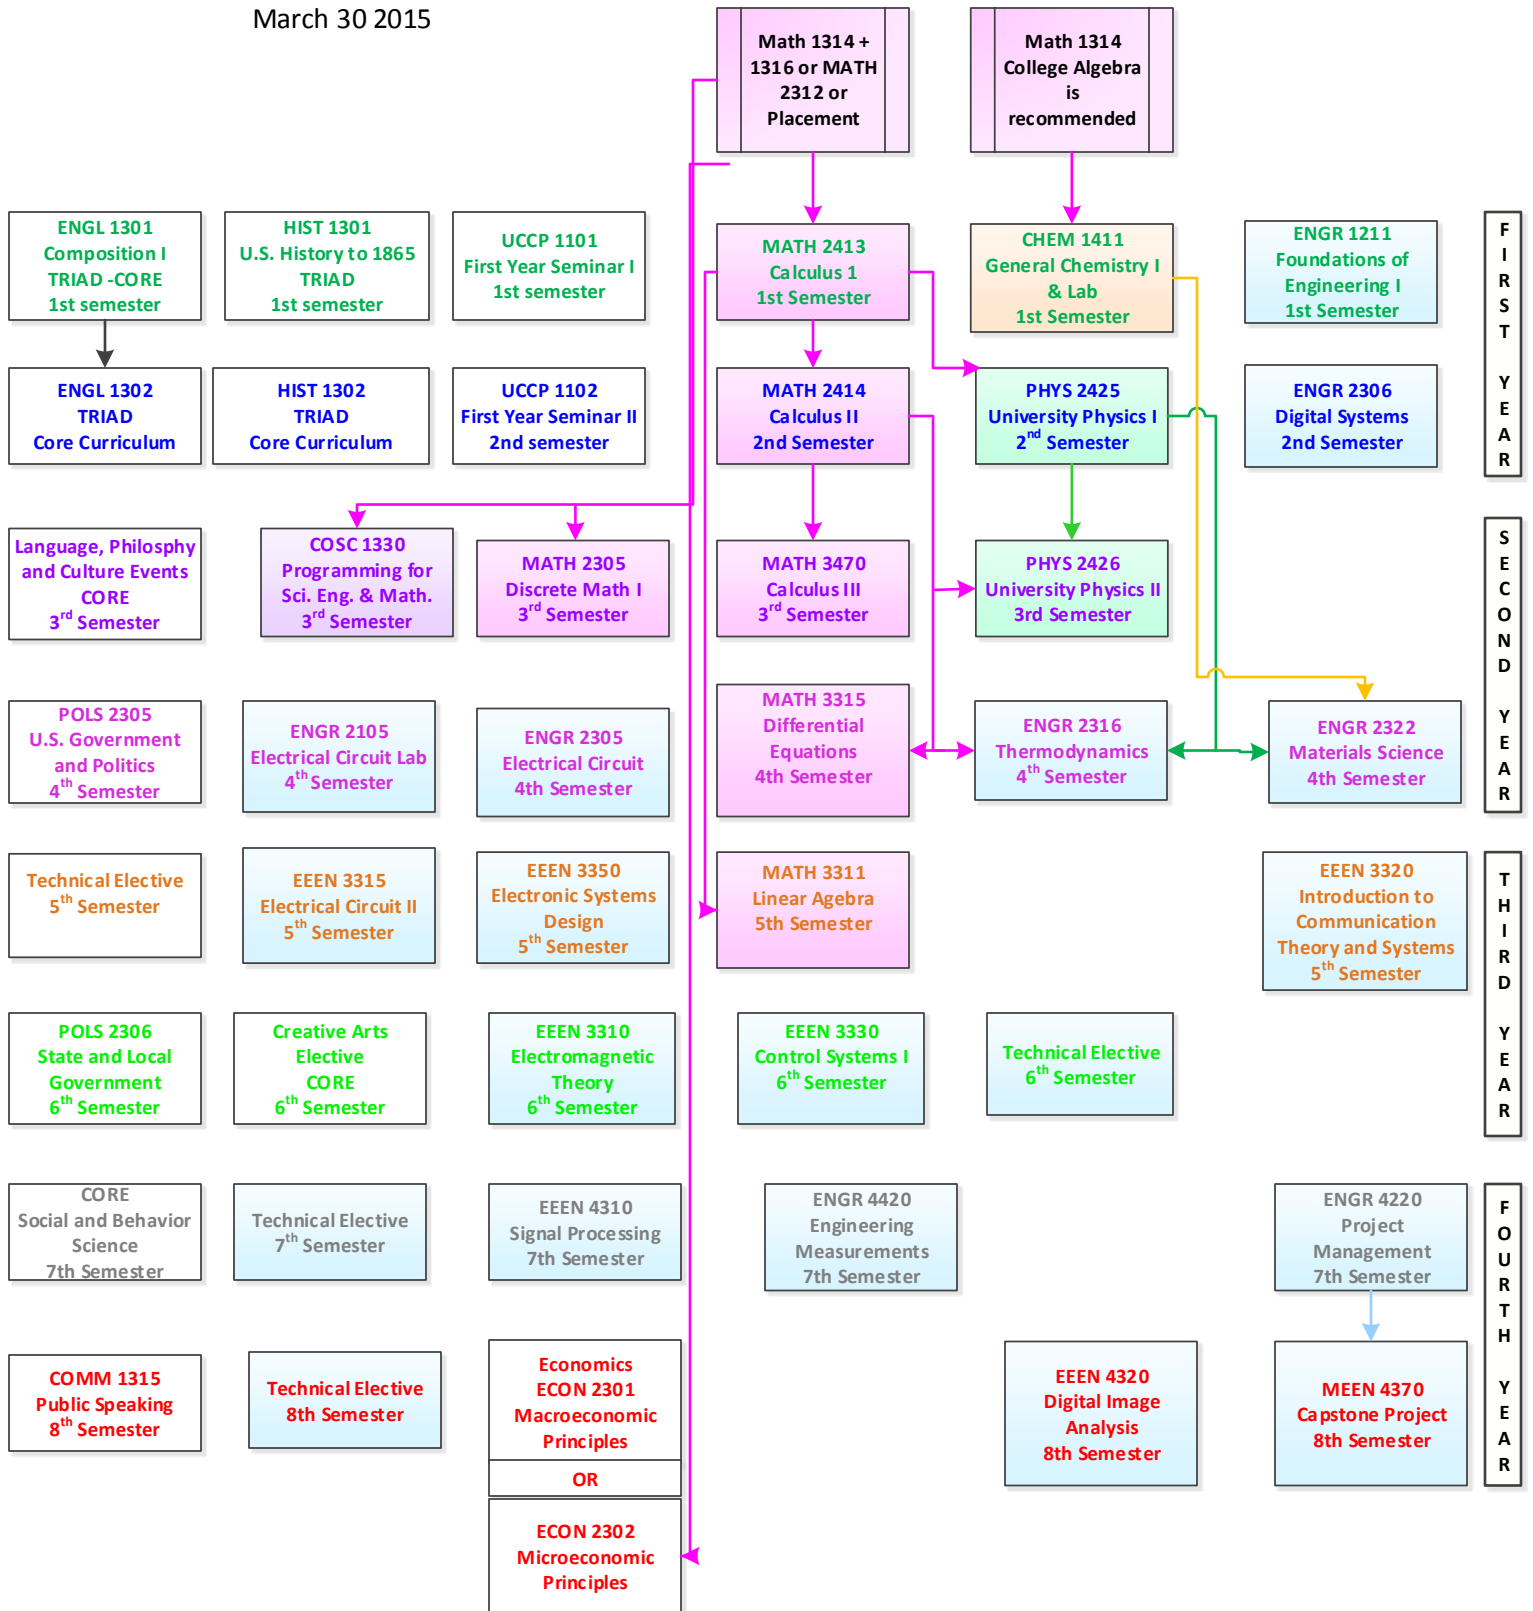 March 30 2015
Math 1314 +
1316 or MATH
2312 or
Placement
Math 1314
College Algebra
is
recommended
ENGL 1301
Composition I
TRIAD -CORE
1st semester
HIST 1301
U.S. History to 1865
TRIAD
1st semester
UCCP 1101
First Year Seminar I
1st semester
MATH 2413
Calculus 1
1st Semester
CHEM 1411
General Chemistry I
& Lab
1st Semester
ENGR 1211
Foundations of
Engineering I
1st Semester
FIRST YEAR
ENGL 1302
TRIAD
Core Curriculum
HIST 1302
TRIAD
Core Curriculum
UCCP 1102
First Year Seminar II
2nd semester
MATH 2414
Calculus II
2nd Semester
PHYS 2425
University Physics I
2nd Semester
ENGR 2306
Digital Systems
2nd Semester
Language, Philosphy
and Culture Events
CORE
3rd Semester
COSC 1330
Programming for
Sci. Eng. & Math.
3rd Semester
MATH 2305
Discrete Math I
3rd Semester
MATH 3470
Calculus III
3rd Semester
PHYS 2426
University Physics II
3rd Semester
SECOND YEAR
POLS 2305
U.S. Government
and Politics
4th Semester
ENGR 2105
Electrical Circuit Lab
4th Semester
ENGR 2305
Electrical Circuit
4th Semester
MATH 3315
Differential
Equations
4th Semester
ENGR 2316
Thermodynamics
4th Semester
ENGR 2322
Materials Science
4th Semester
Technical Elective
5th Semester
EEEN 3315
Electrical Circuit II
5th Semester
EEEN 3350
Electronic Systems
Design
5th Semester
MATH 3311
Linear Agebra
5th Semester
EEEN 3320
Introduction to
Communication
Theory and Systems
5th Semester
THIRD YEAR
POLS 2306
State and Local
Government
6th Semester
Creative Arts
Elective
CORE
6th Semester
EEEN 3310
Electromagnetic
Theory
6th Semester
EEEN 3330
Control Systems I
6th Semester
Technical Elective
6th Semester
CORE
Social and Behavior
Science
7th Semester
Technical Elective
7th Semester
EEEN 4310
Signal Processing
7th Semester
ENGR 4420
Engineering
Measurements
7th Semester
ENGR 4220
Project
Management
7th Semester
FOURTH YEAR
COMM 1315
Public Speaking
8th Semester
Technical Elective
8th Semester
Economics
ECON 2301
Macroeconomic
Principles
OR
ECON 2302
Microeconomic
Principles
EEEN 4320
Digital Image
Analysis
8th Semester
MEEN 4370
Capstone Project
8th Semester